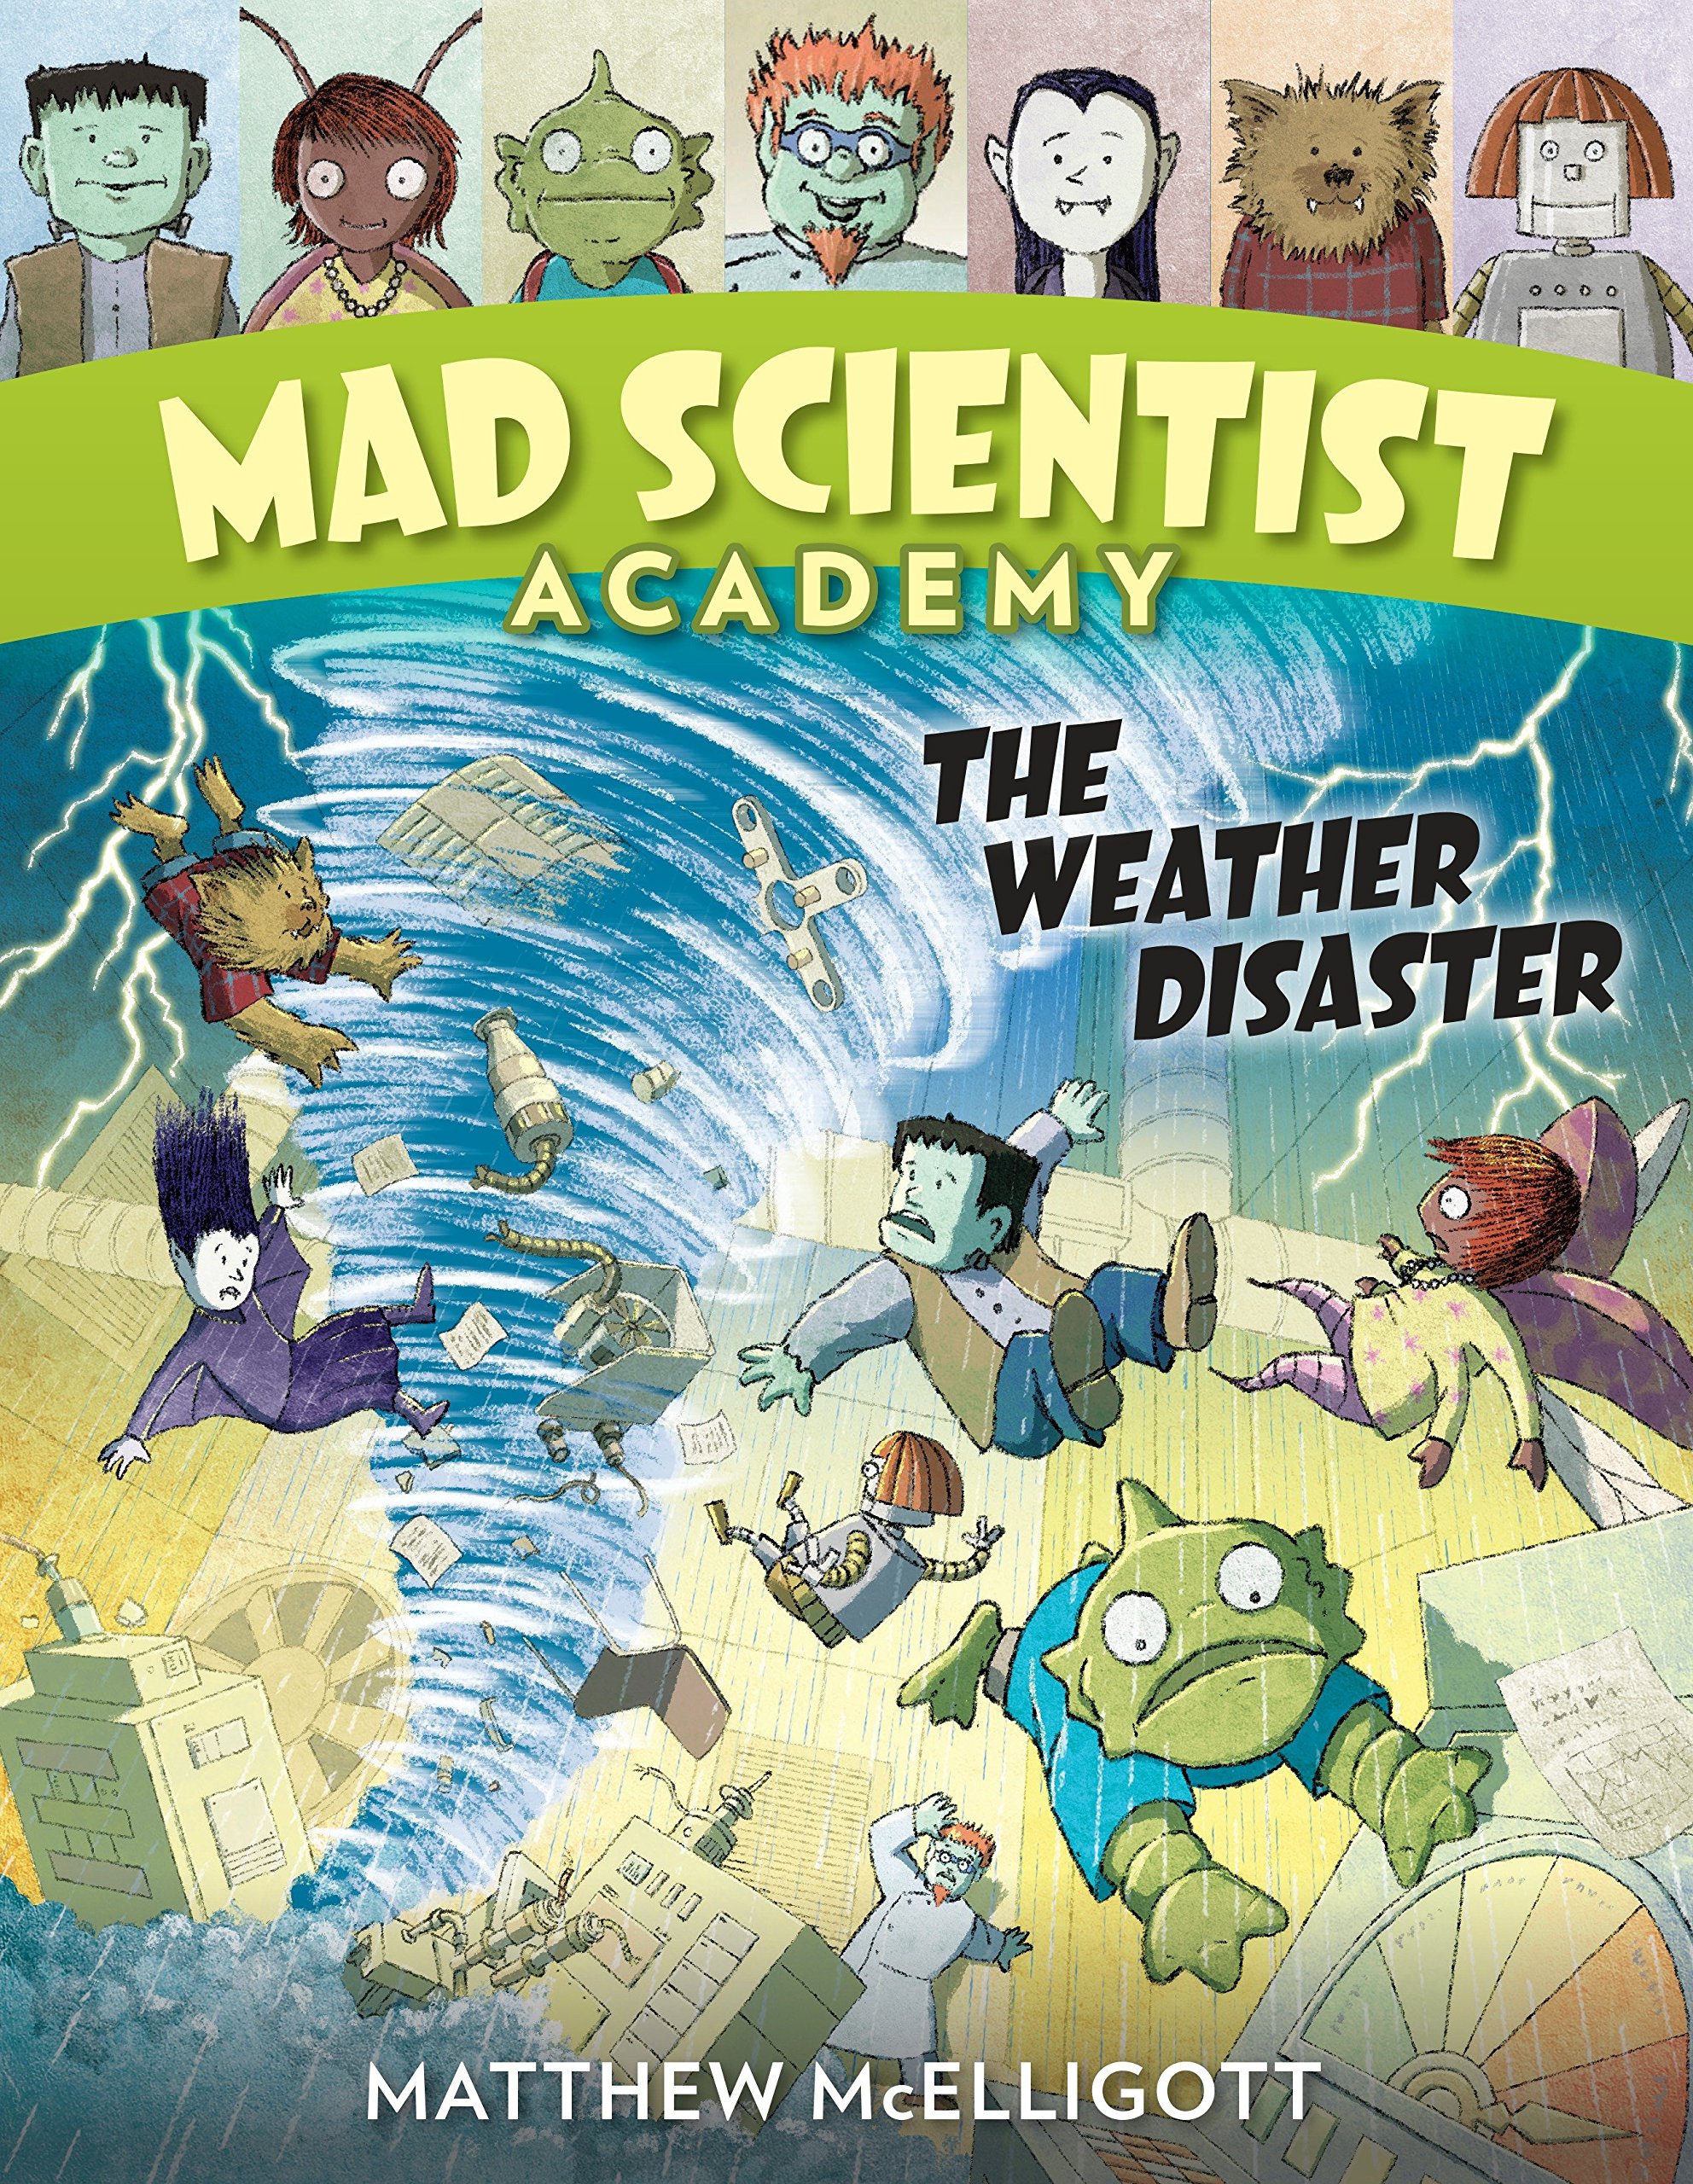 MAD SCIENTIST
ACADEMY
THE
WEATHER
DISASTER
MATTHEW McELLIGOTT